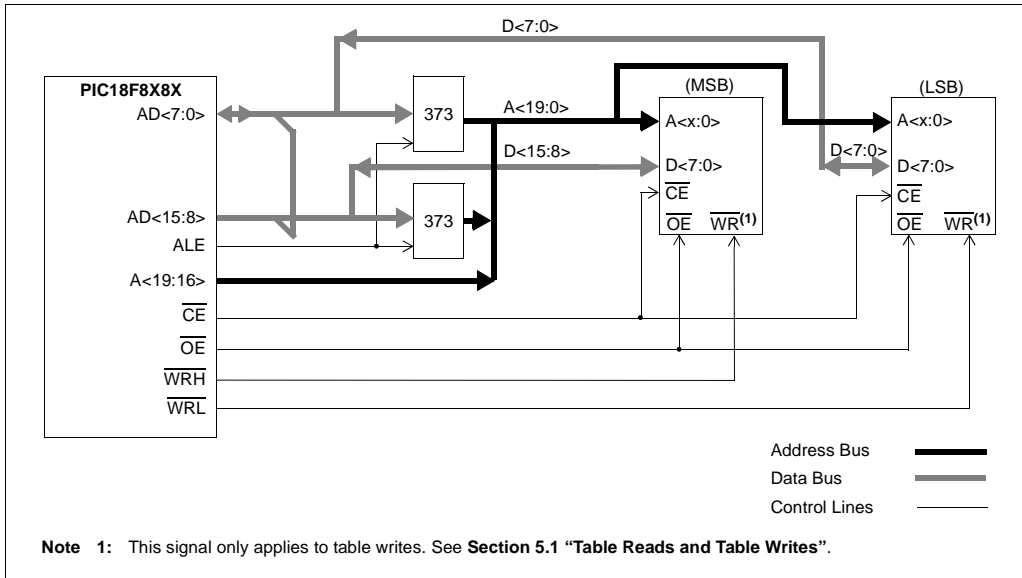 D<7:0>
PIC18F8X8X
AD<7:0>
373
A<19:0>
(MSB)
(LSB)
A<x:0>
A<x:0>
D<15:8>
D<7:0>
D<7:0>
D<7:0>
CE
CE
AD<15:8>
373
OE
WR(1)
OE
WR(1)
ALE
A<19:16>
CE
OE
WRH
WRL
Address Bus
Data Bus
Control Lines
Note 1: This signal only applies to table writes. See Section 5.1 “Table Reads and Table Writes”.